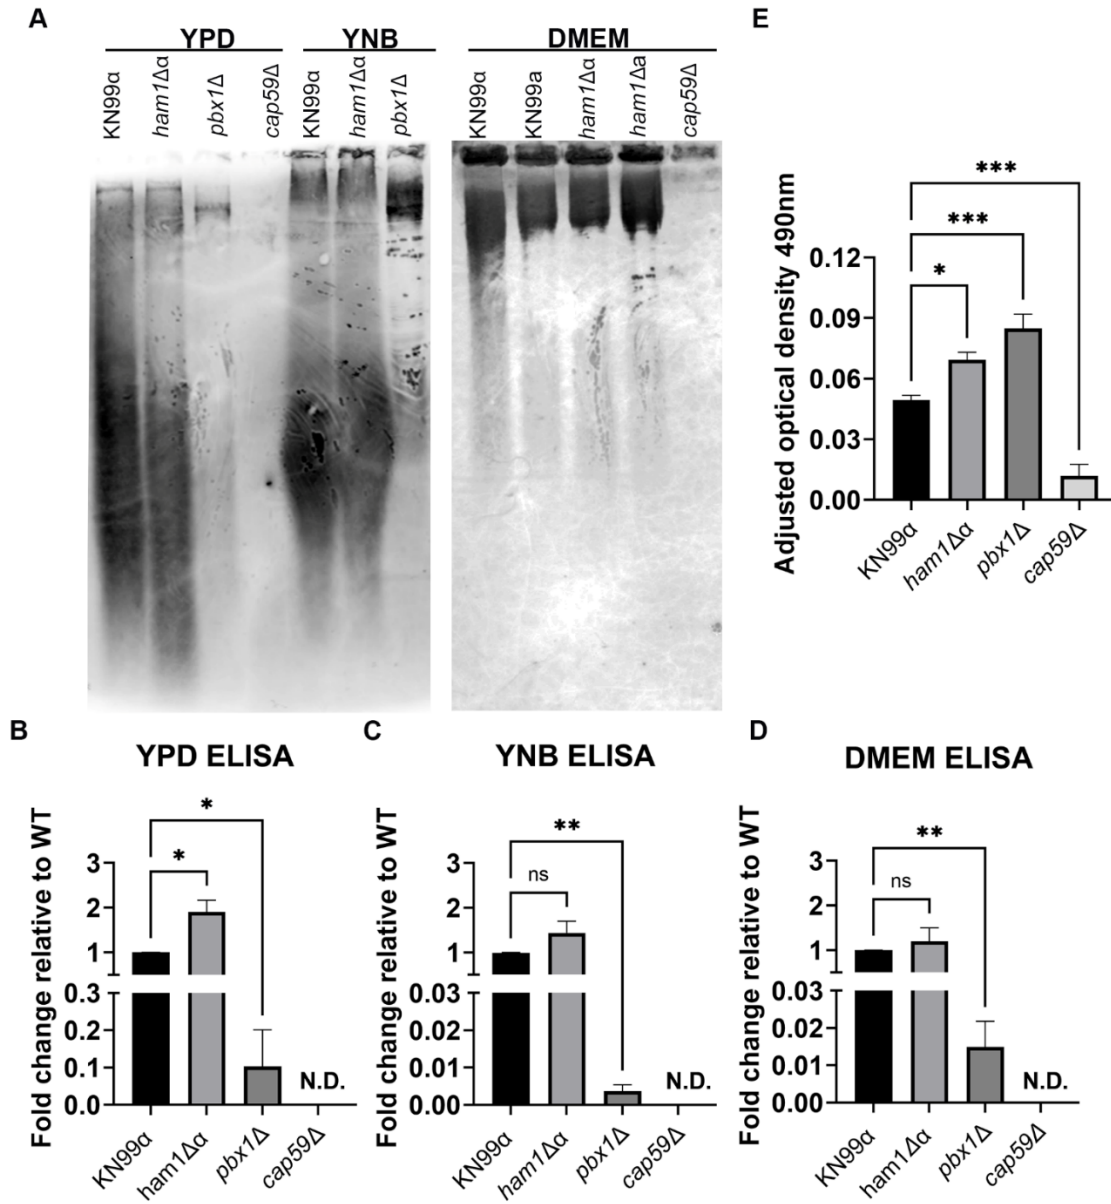 A
YPD YNB DMEM
KN99α
ham1Δα
pbx1Δ
cap59Δ
KN99α
ham1Δα
pbx1Δ
KN99α
KN99a
ham1Δα
ham1Δa
cap59Δ
E
Adjusted optical density 490nm
***
***
*
0.12
0.09
0.06
0.03
0.00
KN99α
ham1Δα
pbx1Δ
cap59Δ
B
YPD ELISA
Fold change relative to WT
*
*
3
2
1
0.3
0.2
0.1
0.0
N.D.
KN99α
ham1Δα
pbx1Δ
cap59Δ
C
YNB ELISA
Fold change relative to WT
**
ns
3
2
1
0.03
0.02
0.01
0.00
N.D.
KN99α
ham1Δα
pbx1Δ
cap59Δ
D
DMEM ELISA
Fold change relative to WT
**
ns
3
2
1
0.03
0.02
0.01
0.00
N.D.
KN99α
ham1Δα
pbx1Δ
cap59Δ